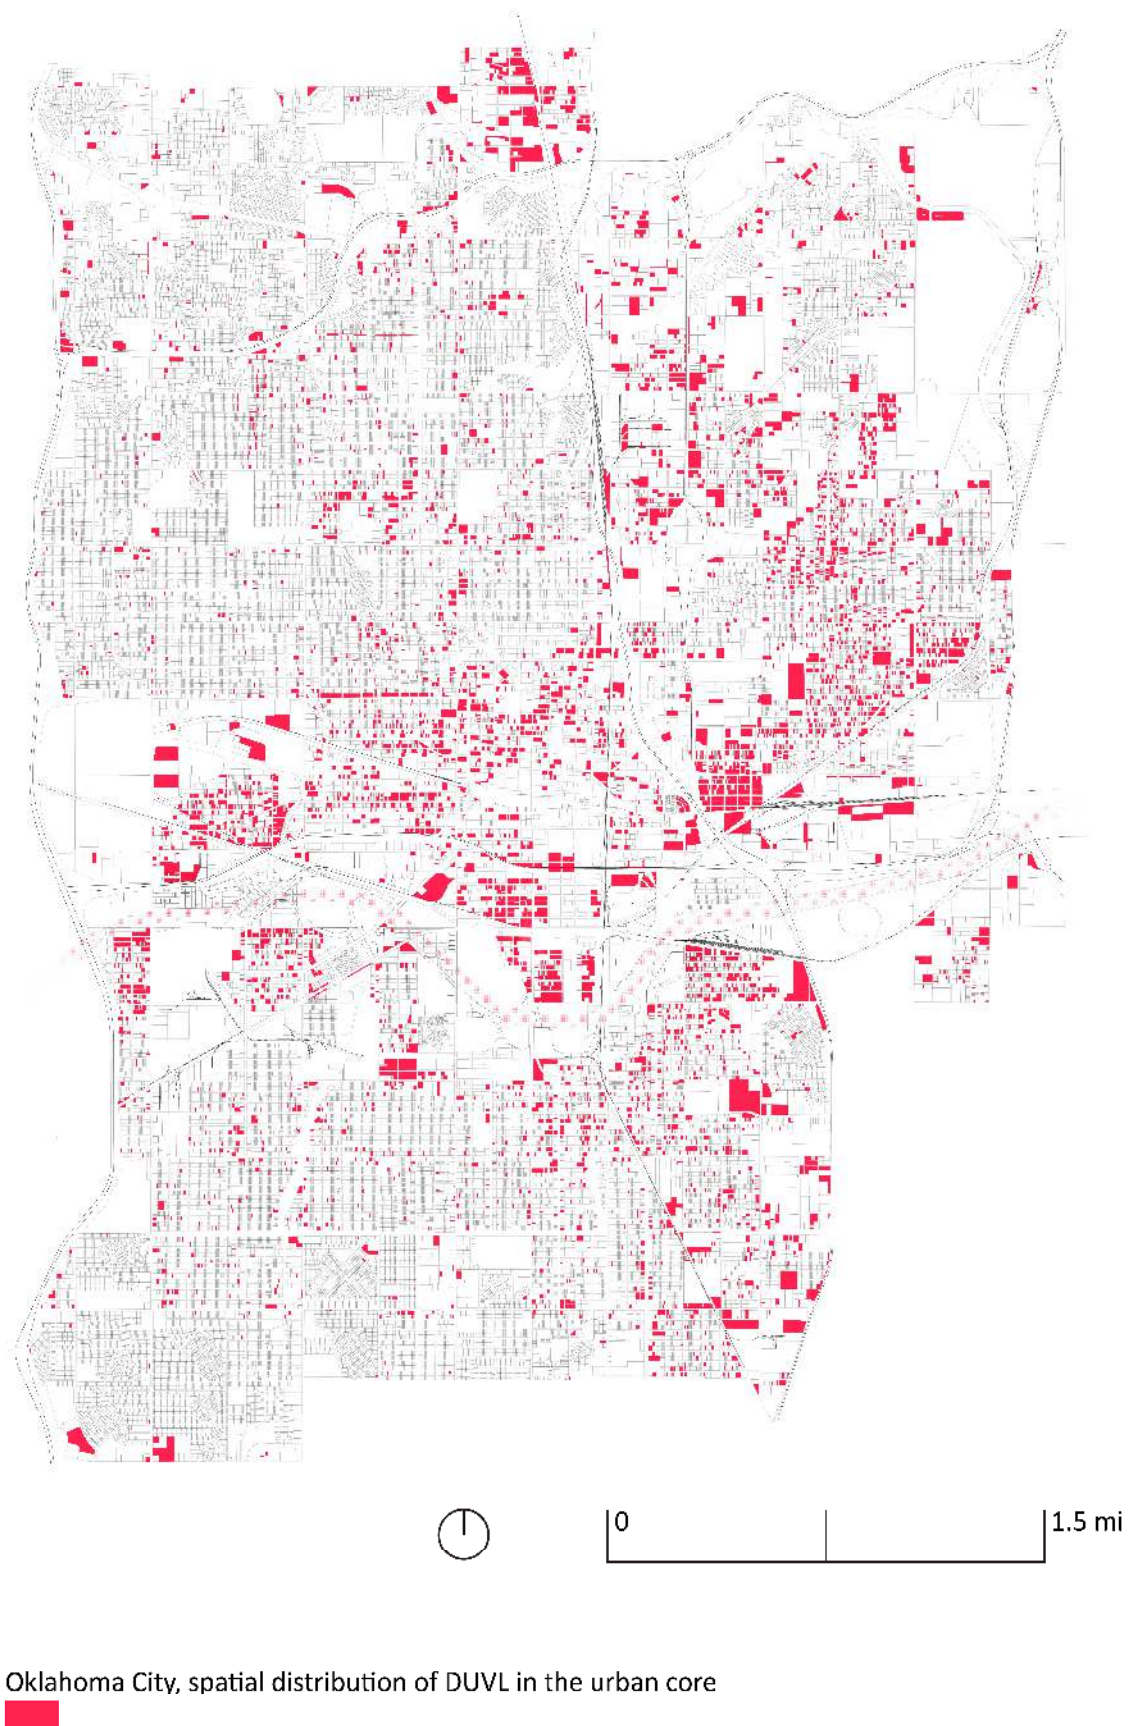 0
1.5 mi
Oklahoma City, spatial distribution of DUVL in the urban core